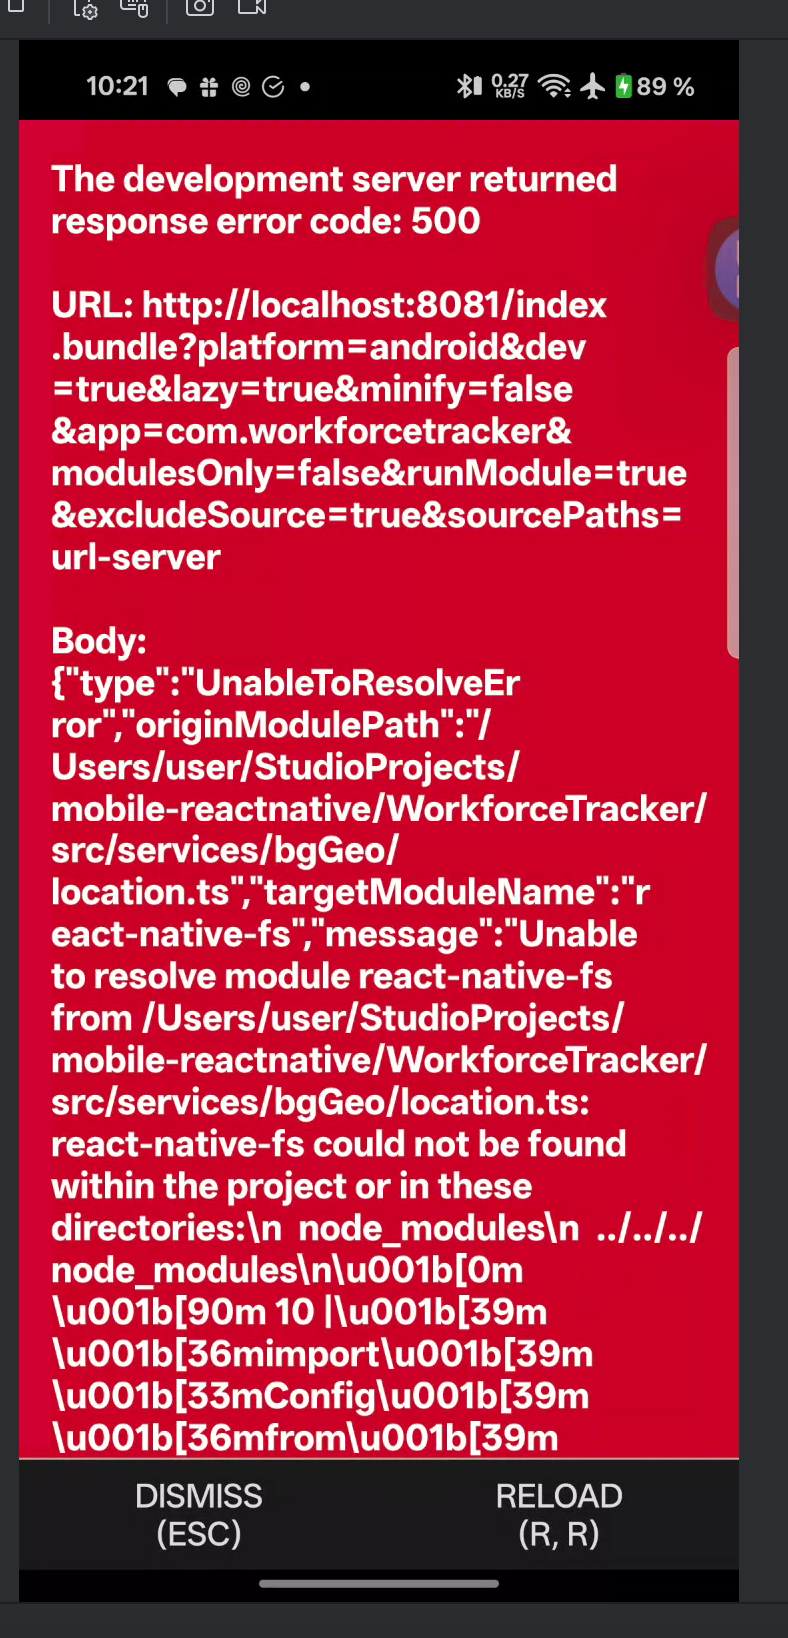 10:21
0.27
KB/S
89 %
The development server returned
response error code: 500
URL: http://localhost:8081/index
.bundle?platform=android&dev
=true&lazy=true&minify=false
&app=com.workforcetracker&
modulesOnly=false&runModule=true
&excludeSource=true&sourcePaths=
url-server
Body:
{"type":"UnableToResolveEr
ror","originModulePath":"/
Users/user/StudioProjects/
mobile-reactnative/WorkforceTracker/
src/services/bgGeo/
location.ts","targetModuleName":"r
eact-native-fs","message":"Unable
to resolve module react-native-fs
from /Users/user/StudioProjects/
mobile-reactnative/WorkforceTracker/
src/services/bgGeo/location.ts:
react-native-fs could not be found
within the project or in these
directories:\n  node_modules\n  ../../../
node_modules\n\u001b[0m
\u001b[90m 10 |\u001b[39m
\u001b[36mimport\u001b[39m
\u001b[33mConfig\u001b[39m
\u001b[36mfrom\u001b[39m
DISMISS
(ESC)
RELOAD
(R, R)